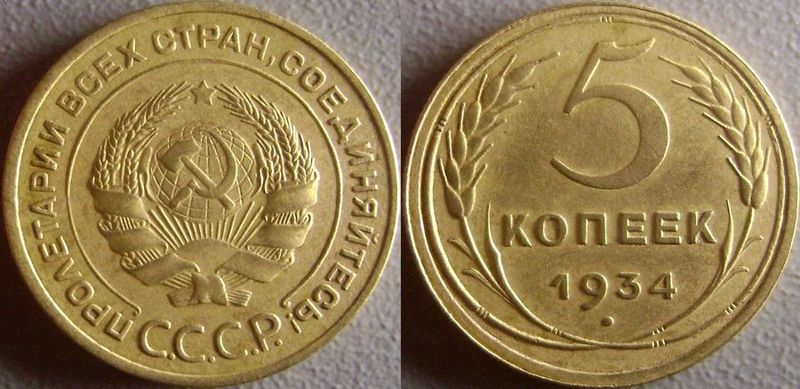 ПРОЛЕТАРИИ ВСЕХ СТРАН, СОЕДИНЯЙТЕСЬ!
С.С.С.Р.
5
КОПЕЕК
1934